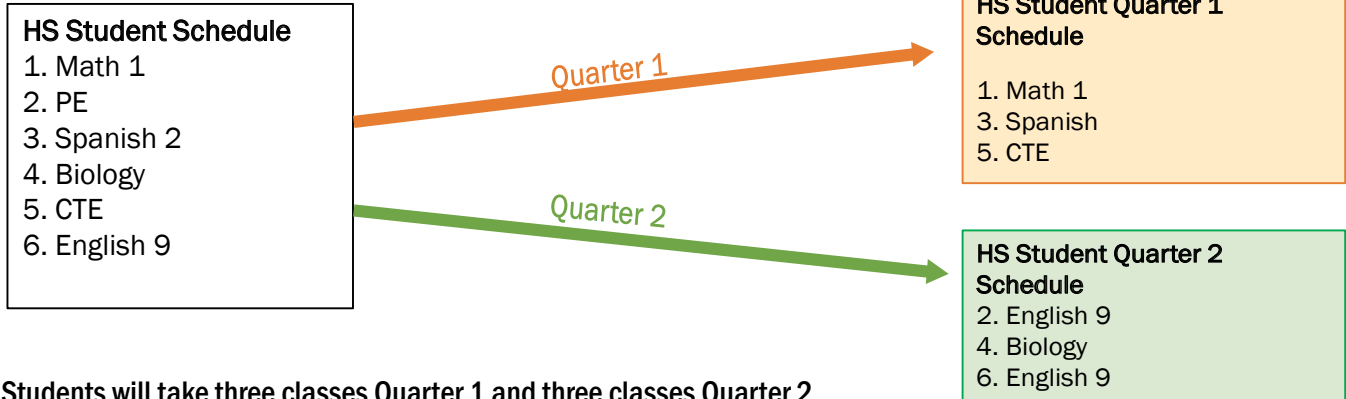 HS Student Schedule
1. Math 1
2. PE
3. Spanish 2
4. Biology
5. CTE
6. English 9
Quarter 1
Quarter 2
HS Student Quarter 1
Schedule
1. Math 1
3. Spanish
5. CTE
HS Student Quarter 2
Schedule
2. English 9
4. Biology
6. English 9
Students will take three classes Quarter 1 and three classes Quarter 2